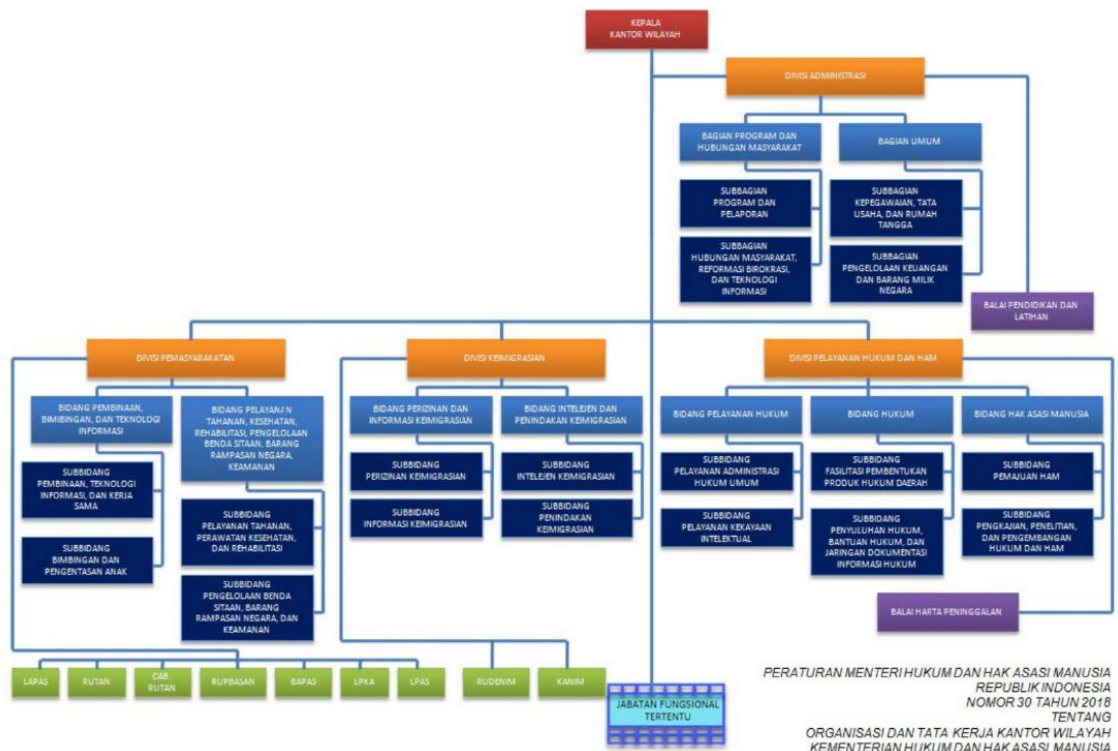 KEPALA
KANTOR WILAYAH
DIVISI ADMINISTRASI
BAGIAN PROGRAM DAN
HUBUNGAN MASYARAKAT
BAGIAN UMUM
SUBBAGIAN
PROGRAM DAN
PELAPORAN
SUBBAGIAN
KEPEGAWAIAN, TATA
USAHA, DAN RUMAH
TANGGA
SUBBAGIAN
HUBUNGAN MASYARAKAT,
REFORMASI BIROKRASI,
DAN TEKNOLOGI
INFORMASI
SUBBAGIAN
PENGELOLAAN KEUANGAN
DAN BARANG MILIK
NEGARA
BALAI PENDIDIKAN DAN
LATIHAN
DIVISI PEMASYARAKATAN
DIVISI KEIMIGRASIAN
DIVISI PELAYANAN HUKUM DAN HAM
BIDANG PEMBINAAN,
BIMIBINGAN, DAN TEKNOLOGI
INFORMASI
BIDANG PELAYANAN
TAHANAN, KESEHATAN,
REHABILITASI, PENGELOLAAN
BENDA SITAAN, BARANG
RAMPASAN NEGARA,
KEAMANAN
BIDANG PERIZINAN DAN
INFORMASI KEIMIGRASIAN
BIDANG INTELEJEN DAN
PENINDAKAN KEIMIGRASIAN
BIDANG PELAYANAN HUKUM
BIDANG HUKUM
BIDANG HAK ASASI MANUSIA
SUBBIDANG
PEMBINAAN, TEKNOLOGI
INFORMASI, DAN KERJA
SAMA
SUBBIDANG
PERIZINAN KEIMIGRASIAN
SUBBIDANG
INTELEJEN KEIMIGRASIAN
SUBBIDANG
PELAYANAN ADMINISTRASI
HUKUM UMUM
SUBBIDANG
FASILITASI PEMBENTUKAN
PRODUK HUKUM DAERAH
SUBBIDANG
PEMAJUAN HAM
SUBBIDANG
PELAYANAN TAHANAN,
PERAWATAN KESEHATAN,
DAN REHABILITASI
SUBBIDANG
INFORMASI KEIMIGRASIAN
SUBBIDANG
PENINDAKAN
KEIMIGRASIAN
SUBBIDANG
PELAYANAN KEKAYAAN
INTELEKTUAL
SUBBIDANG
PENYULUHAN HUKUM,
BANTUAN HUKUM, DAN
JARINGAN DOKUMENTASI
INFORMASI HUKUM
SUBBIDANG
PENGKAJIAN, PENELITIAN,
DAN PENGEMBANGAN
HUKUM DAN HAM
SUBBIDANG
BIMBINGAN DAN
PENGENTASAN ANAK
SUBBIDANG
PENGELOLAAN BENDA
SITAAN, BARANG
RAMPASAN NEGARA, DAN
KEAMANAN
BALAI HARTA PENINGGALAN
LAPAS
RUTAN
CAB.
RUTAN
RUPBASAN
BAPAS
LPKA
LPAS
RUDENIM
KANIM
JABATAN FUNGSIONAL
TERTENTU
PERATURAN MENTERI HUKUM DAN HAK ASASI MANUSIA
REPUBLIK INDONESIA
NOMOR 30 TAHUN 2018
TENTANG
ORGANISASI DAN TATA KERJA KANTOR WILAYAH
KEMENTERIAN HUKUM DAN HAK ASASI MANUSI